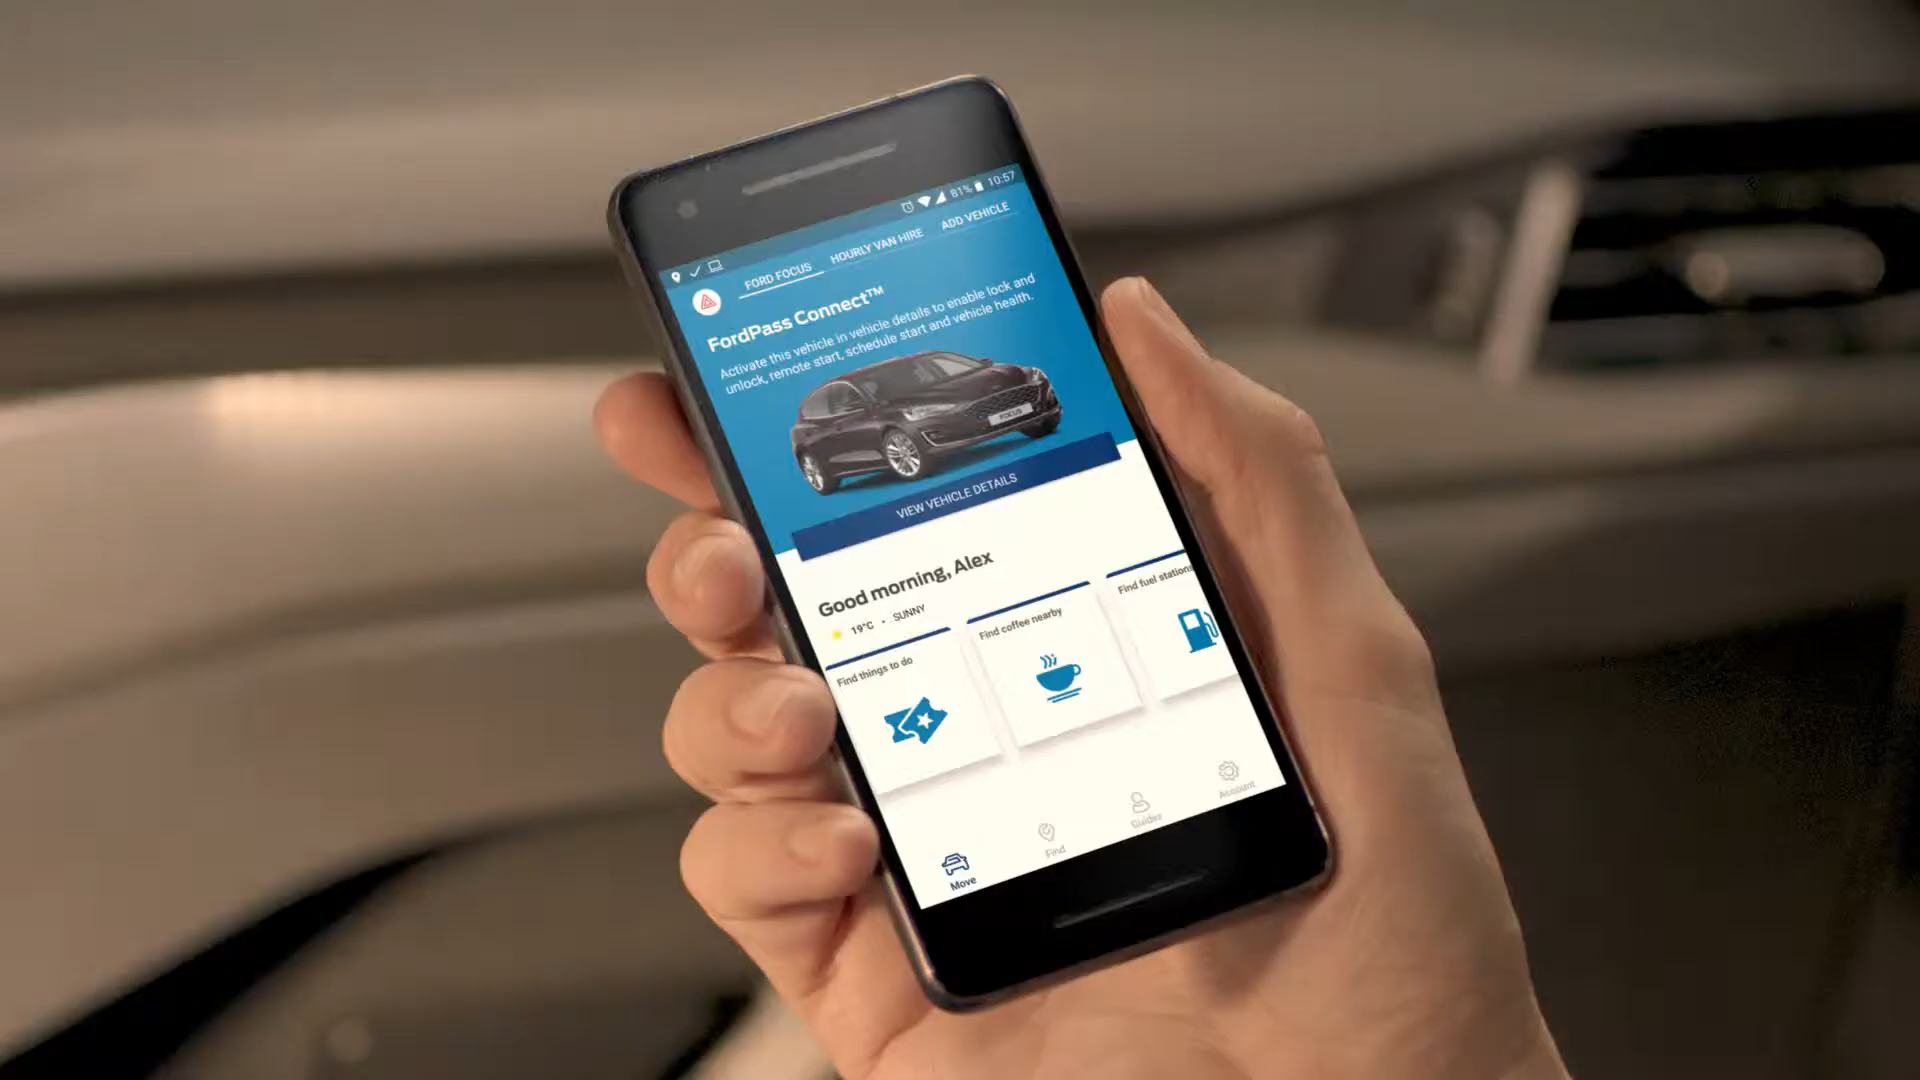 81% 10:57
FORD FOCUS HOURLY VAN HIRE ADD VEHICLE
FordPass Connect™
Activate this vehicle in vehicle details to enable lock and
unlock, remote start, schedule start and vehicle health.
FOCUS
VIEW VEHICLE DETAILS
Good morning, Alex
19°C • SUNNY
Find things to do
Find coffee nearby
Find fuel stations
Move
Find
Guides
Account